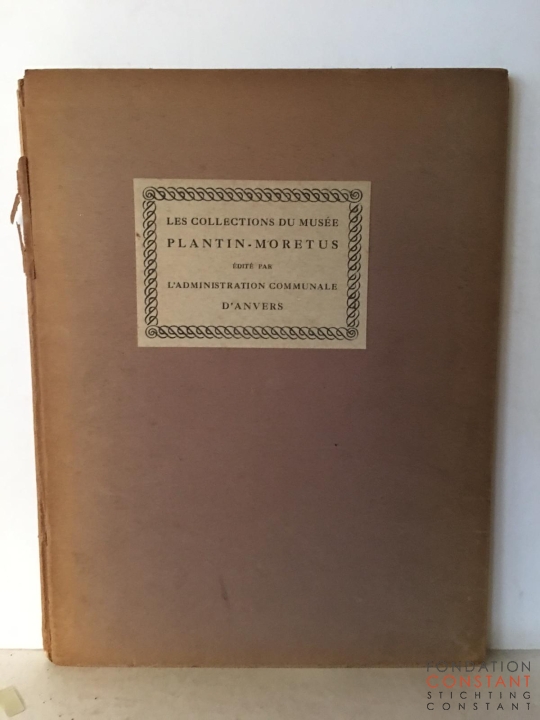 LES COLLECTIONS DU MUSÉE
PLANTIN-MORETUS
ÉDITÉ PAR
L'ADMINISTRATION COMMUNALE
D'ANVERS
FONDATION
CONSTANT
STICHTING
CONSTANT